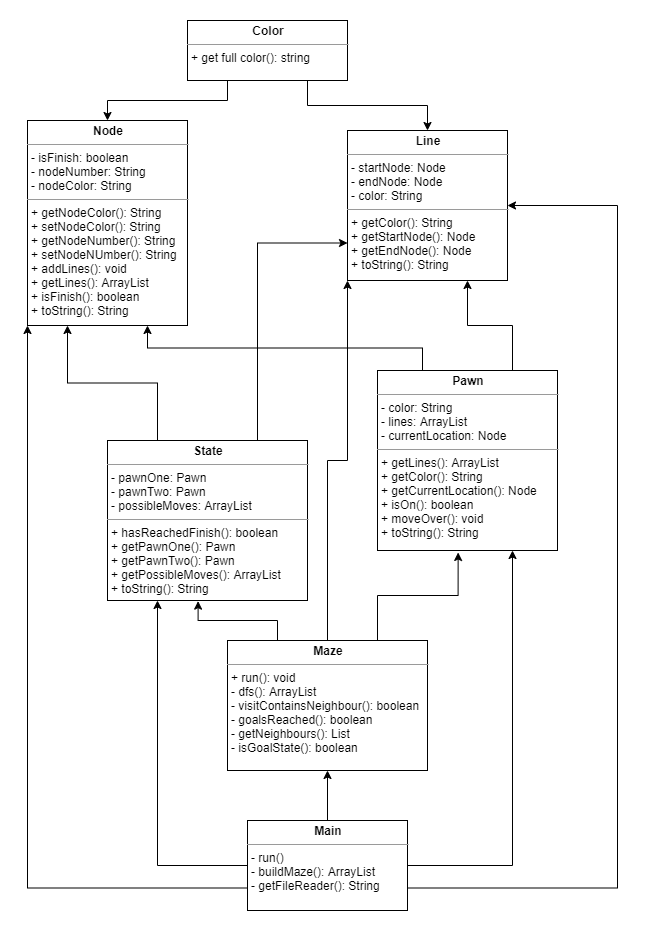 Color
+ get full color(): string
Node
- isFinish: boolean
- nodeNumber: String
- nodeColor: String
+ getNodeColor(): String
+ setNodeColor(): String
+ getNodeNumber(): String
+ setNodeNUmber(): String
+ addLines(): void
+ getLines(): ArrayList
+ isFinish(): boolean
+ toString(): String
Line
- startNode: Node
- endNode: Node
- color: String
+ getColor(): String
+ getStartNode(): Node
+ getEndNode(): Node
+ toString(): String
Pawn
- color: String
- lines: ArrayList
- currentLocation: Node
+ getLines(): ArrayList
+ getColor(): String
+ getCurrentLocation(): Node
+ isOn(): boolean
+ moveOver(): void
+ toString(): String
State
- pawnOne: Pawn
- pawnTwo: Pawn
- possibleMoves: ArrayList
+ hasReachedFinish(): boolean
+ getPawnOne(): Pawn
+ getPawnTwo(): Pawn
+ getPossibleMoves(): ArrayList
+ toString(): String
Maze
+ run(): void
- dfs(): ArrayList
- visitContainsNeighbour(): boolean
- goalsReached(): boolean
- getNeighbours(): List
- isGoalState(): boolean
Main
- run()
- buildMaze(): ArrayList
- getFileReader(): String